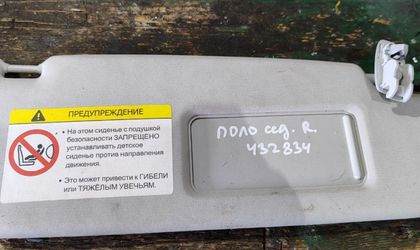 ПРЕДУПРЕЖДЕНИЕ
• На этом сиденье с подушкой
безопасности ЗАПРЕЩЕНО
устанавливать детское
сиденье против направления
движения.
• Это может привести к ГИБЕЛИ
или ТЯЖЁЛЫМ УВЕЧЬЯМ.
ПОЛО сед. R.
432834